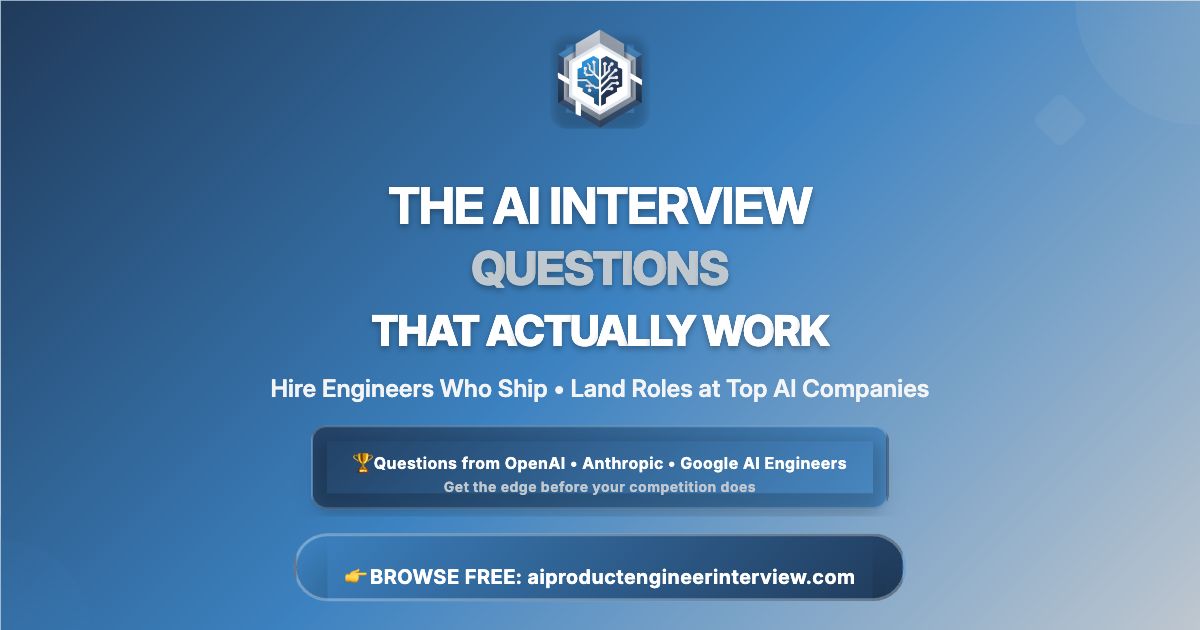 THE AI INTERVIEW
QUESTIONS
THAT ACTUALLY WORK
Hire Engineers Who Ship • Land Roles at Top AI Companies
🏆Questions from OpenAI • Anthropic • Google AI Engineers
Get the edge before your competition does
👉BROWSE FREE: aiproductengineerinterview.com